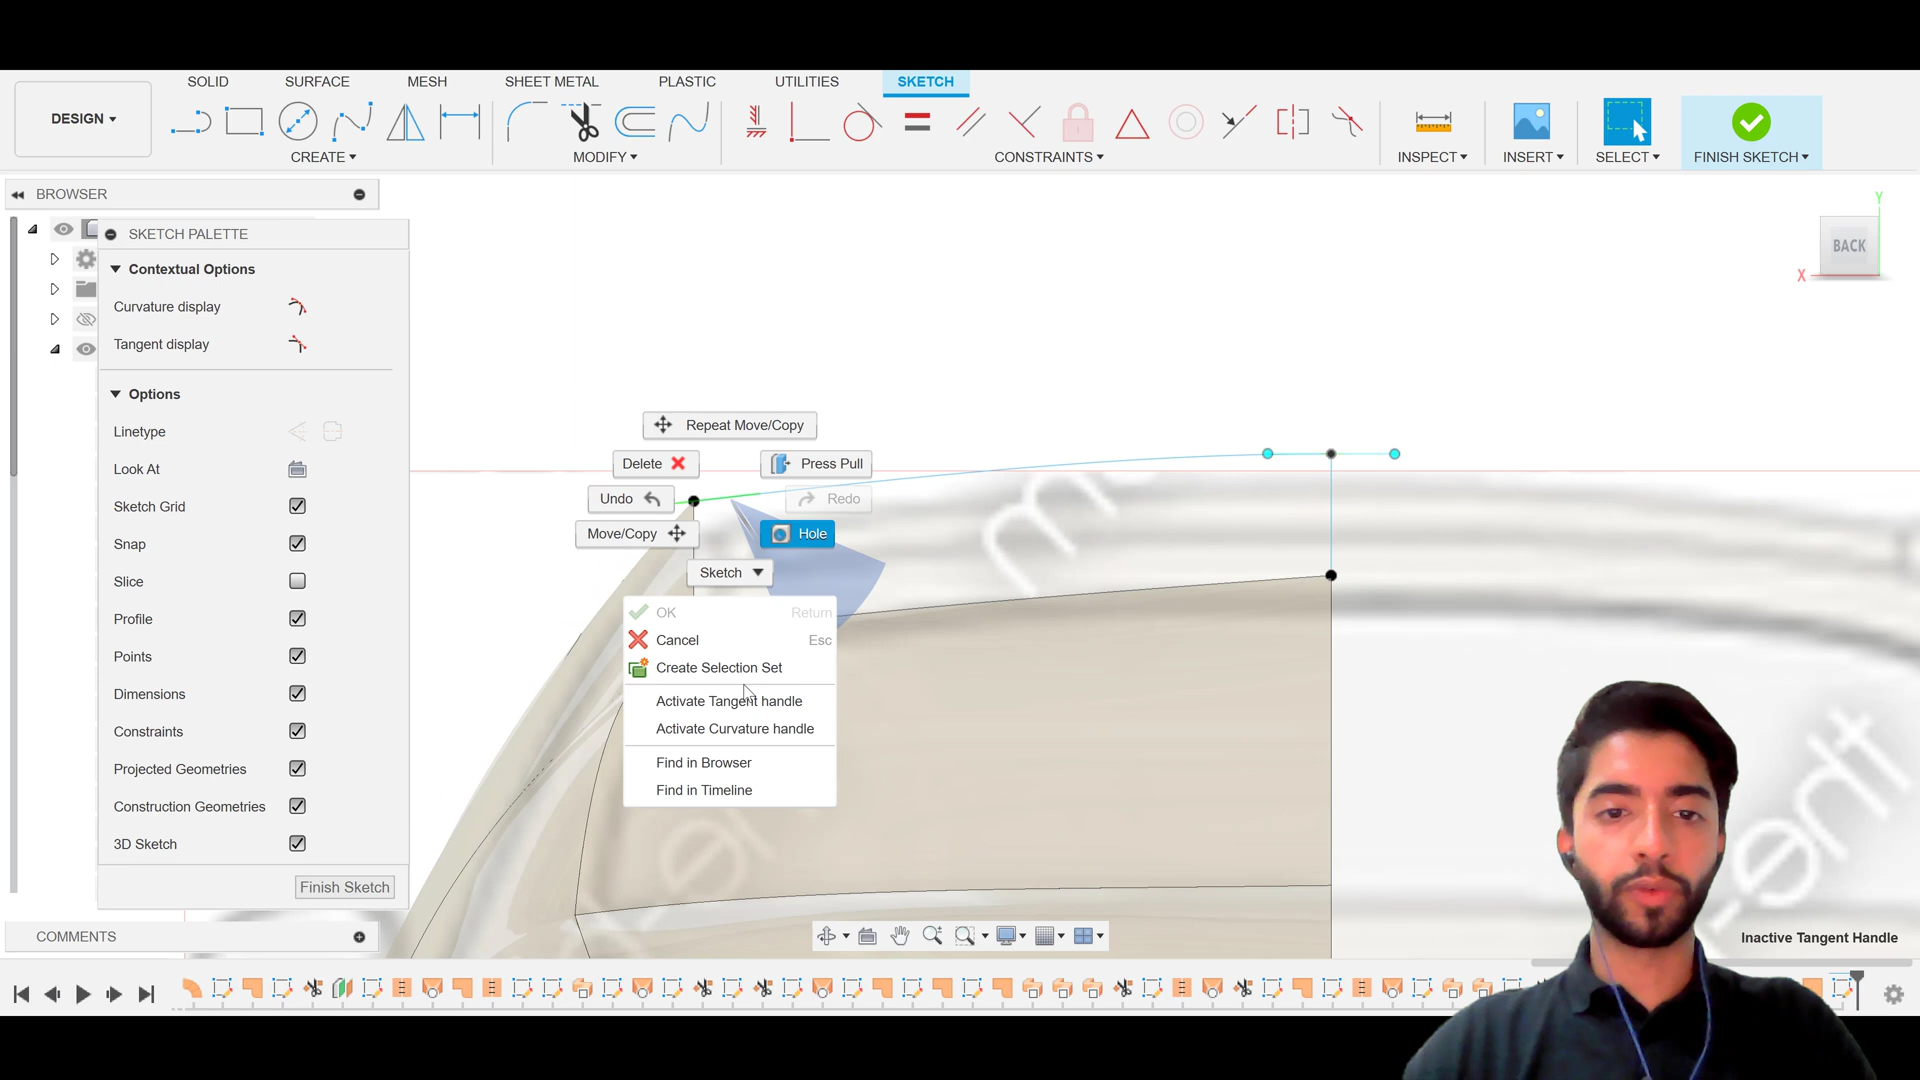 SOLID
SURFACE
MESH
SHEET METAL
PLASTIC
UTILITIES
SKETCH
DESIGN
CREATE
MODIFY
CONSTRAINTS
INSPECT
INSERT
SELECT
FINISH SKETCH
BROWSER
SKETCH PALETTE
Contextual Options
Curvature display
Tangent display
Options
Linetype
Look At
Sketch Grid
Snap
Slice
Profile
Points
Dimensions
Constraints
Projected Geometries
Construction Geometries
3D Sketch
Finish Sketch
COMMENTS
Y
BACK
X
Repeat Move/Copy
Delete
Press Pull
Undo
Redo
Move/Copy
Hole
Sketch
OK Return
Cancel Esc
Create Selection Set
Activate Tangent handle
Activate Curvature handle
Find in Browser
Find in Timeline
Inactive Tangent Handle